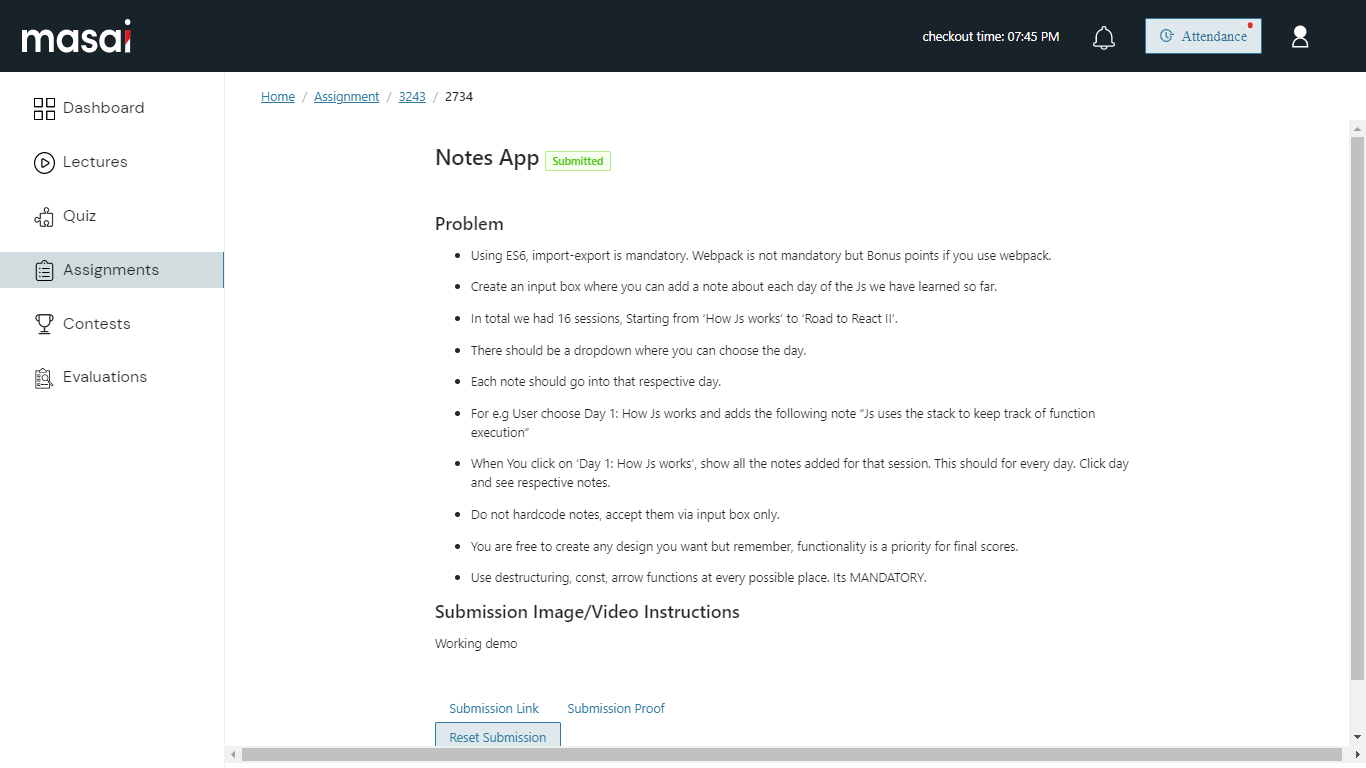 masai
checkout time: 07:45 PM
Attendance
Dashboard
Lectures
Quiz
Assignments
Contests
Evaluations
Home / Assignment / 3243 / 2734
Notes App Submitted
Problem
• Using ES6, import-export is mandatory. Webpack is not mandatory but Bonus points if you use webpack.
• Create an input box where you can add a note about each day of the Js we have learned so far.
• In total we had 16 sessions, Starting from ‘How Js works’ to ‘Road to React II’.
• There should be a dropdown where you can choose the day.
• Each note should go into that respective day.
• For e.g User choose Day 1: How Js works and adds the following note “Js uses the stack to keep track of function
execution”
• When You click on ‘Day 1: How Js works’, show all the notes added for that session. This should for every day. Click day
and see respective notes.
• Do not hardcode notes, accept them via input box only.
• You are free to create any design you want but remember, functionality is a priority for final scores.
• Use destructuring, const, arrow functions at every possible place. Its MANDATORY.
Submission Image/Video Instructions
Working demo
Submission Link Submission Proof
Reset Submission